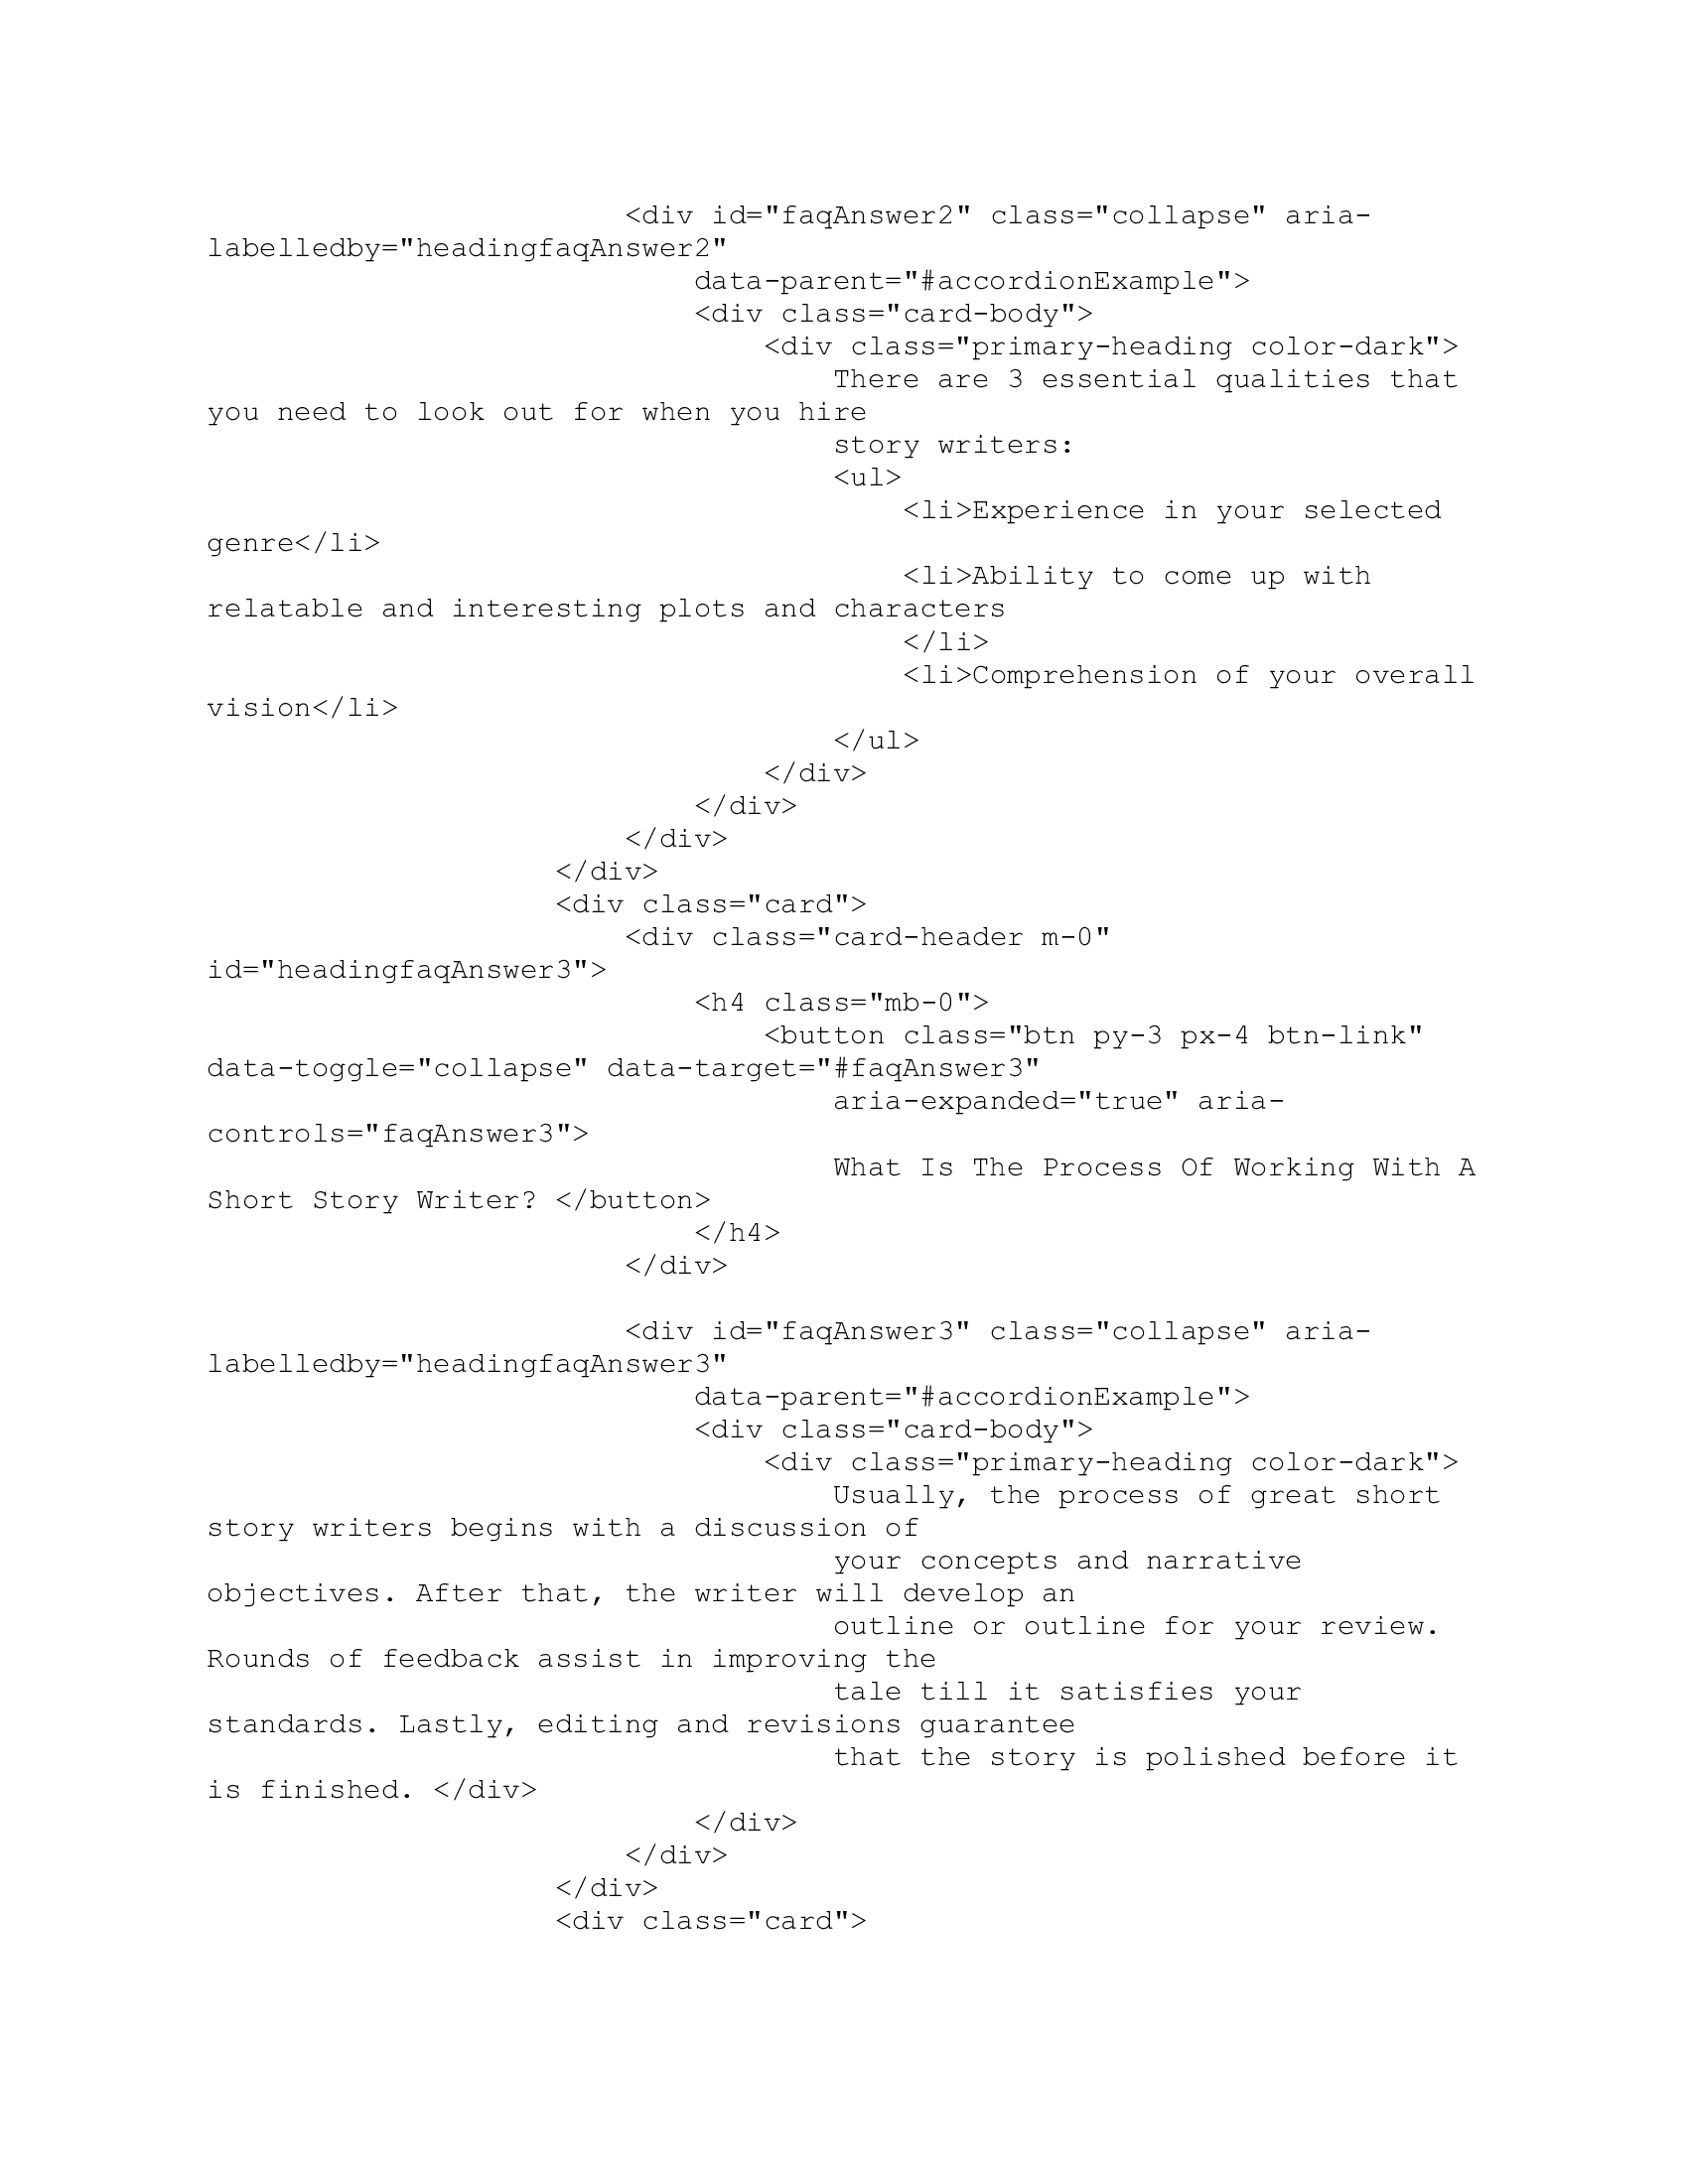 <div id="faqAnswer2" class="collapse" aria-
labelledby="headingfaqAnswer2"
data-parent="#accordionExample">
<div class="card-body">
<div class="primary-heading color-dark">
There are 3 essential qualities that
you need to look out for when you hire
story writers:
<ul>
<li>Experience in your selected
genre</li>
<li>Ability to come up with
relatable and interesting plots and characters
</li>
<li>Comprehension of your overall
vision</li>
</ul>
</div>
</div>
</div>
</div>
<div class="card">
<div class="card-header m-0"
id="headingfaqAnswer3">
<h4 class="mb-0">
<button class="btn py-3 px-4 btn-link"
data-toggle="collapse" data-target="#faqAnswer3"
aria-expanded="true" aria-
controls="faqAnswer3">
What Is The Process Of Working With A
Short Story Writer? </button>
</h4>
</div>
<div id="faqAnswer3" class="collapse" aria-
labelledby="headingfaqAnswer3"
data-parent="#accordionExample">
<div class="card-body">
<div class="primary-heading color-dark">
Usually, the process of great short
story writers begins with a discussion of
your concepts and narrative
objectives. After that, the writer will develop an
outline or outline for your review.
Rounds of feedback assist in improving the
tale till it satisfies your
standards. Lastly, editing and revisions guarantee
that the story is polished before it
is finished. </div>
</div>
</div>
</div>
<div class="card">